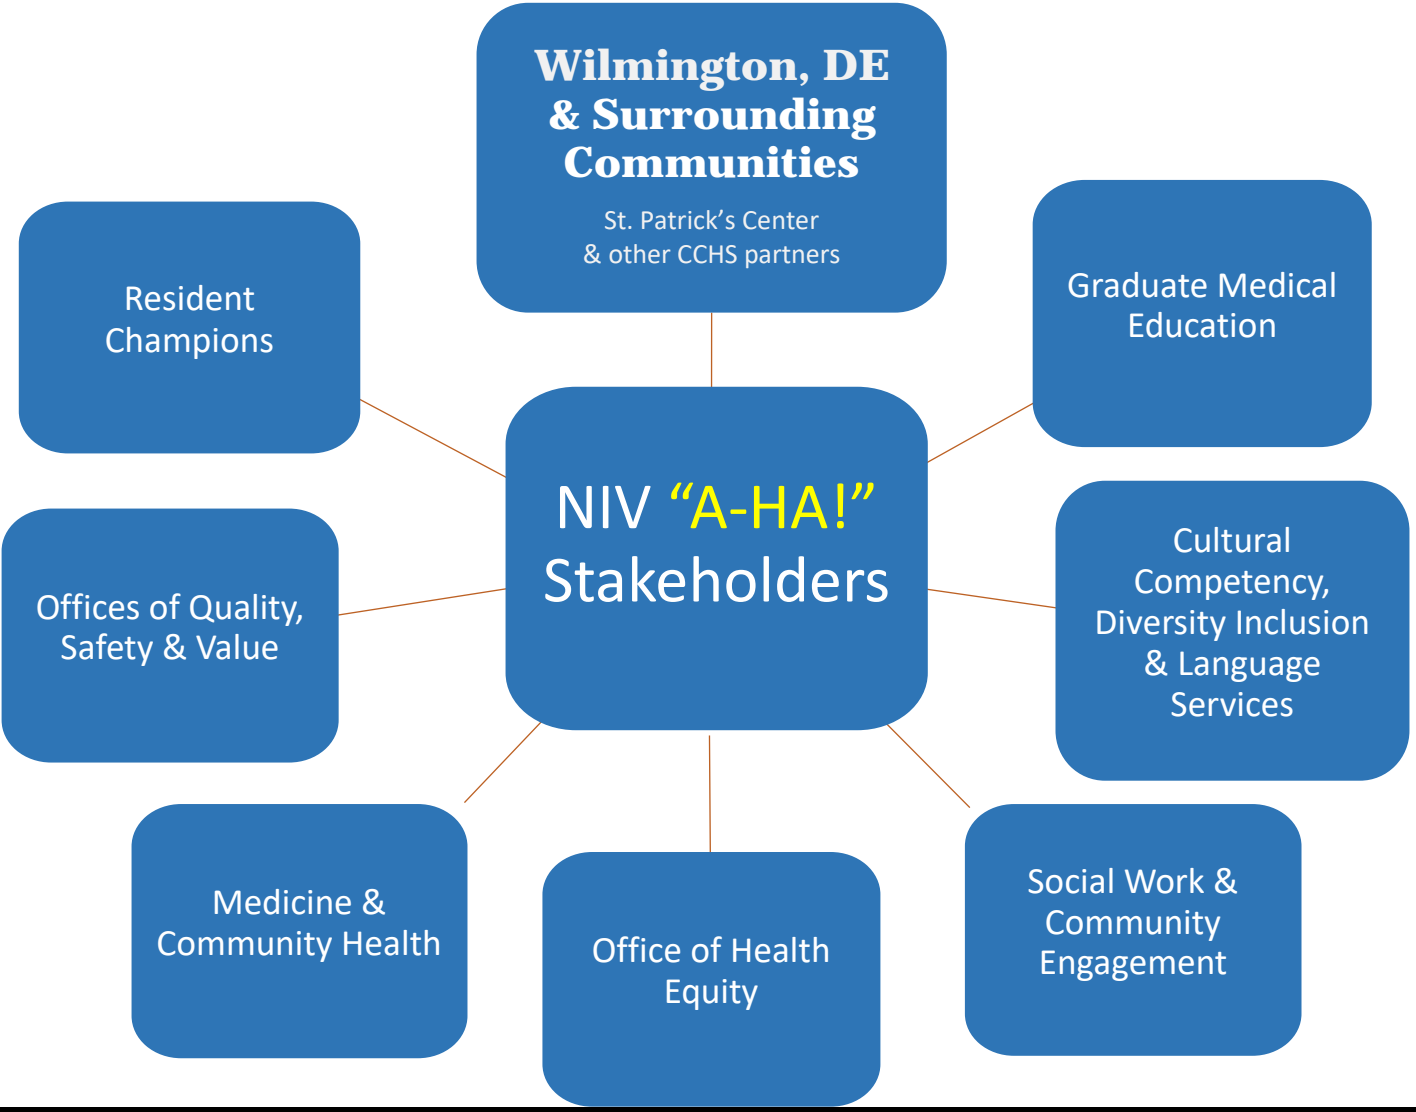 Wilmington, DE
& Surrounding
Communities
St. Patrick’s Center
& other CCHS partners
Resident
Champions
Graduate Medical
Education
NIV “A-HA!”
Stakeholders
Offices of Quality,
Safety & Value
Cultural
Competency,
Diversity Inclusion
& Language
Services
Medicine &
Community Health
Office of Health
Equity
Social Work &
Community
Engagement